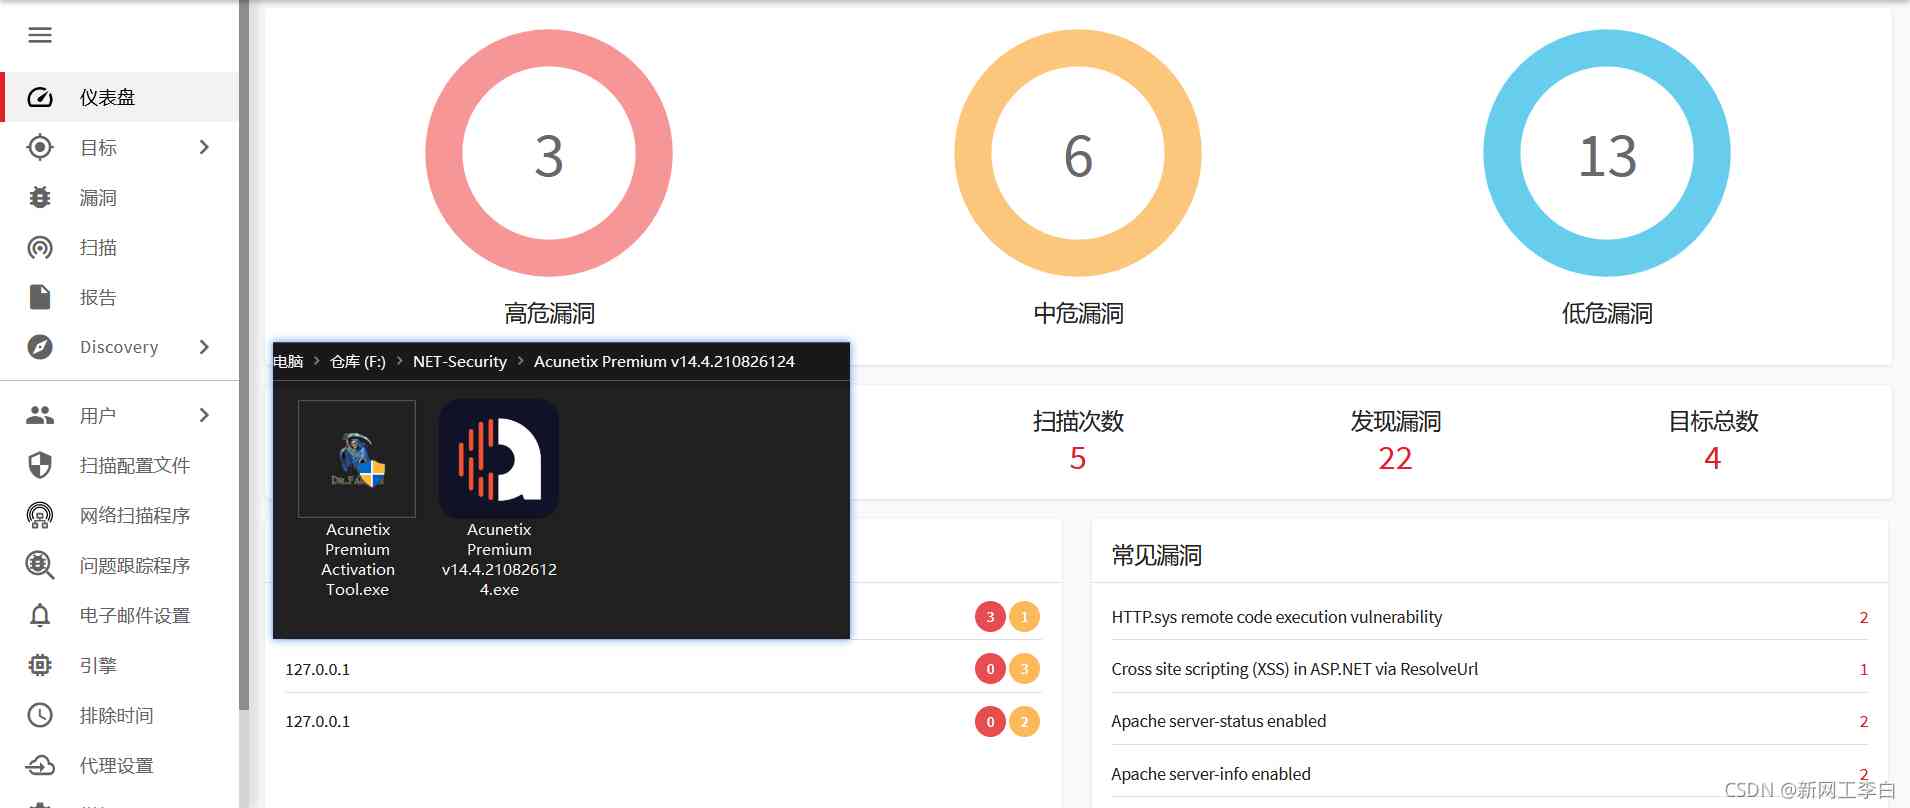 仪表盘
目标
漏洞
扫描
报告
Discovery
用户
扫描配置文件
网络扫描程序
问题跟踪程序
电子邮件设置
引擎
排除时间
代理设置
3
高危漏洞
6
中危漏洞
13
低危漏洞
电脑 > 仓库 (F:) > NET-Security > Acunetix Premium v14.4.210826124
Acunetix
Premium
Activation
Tool.exe
Acunetix
Premium
v14.4.21082612
4.exe
扫描次数
5
发现漏洞
22
目标总数
4
3 1
127.0.0.1 0 3
127.0.0.1 0 2
常见漏洞
HTTP.sys remote code execution vulnerability 2
Cross site scripting (XSS) in ASP.NET via ResolveUrl 1
Apache server-status enabled 2
Apache server-info enabled 2
CSDN @新网工李白